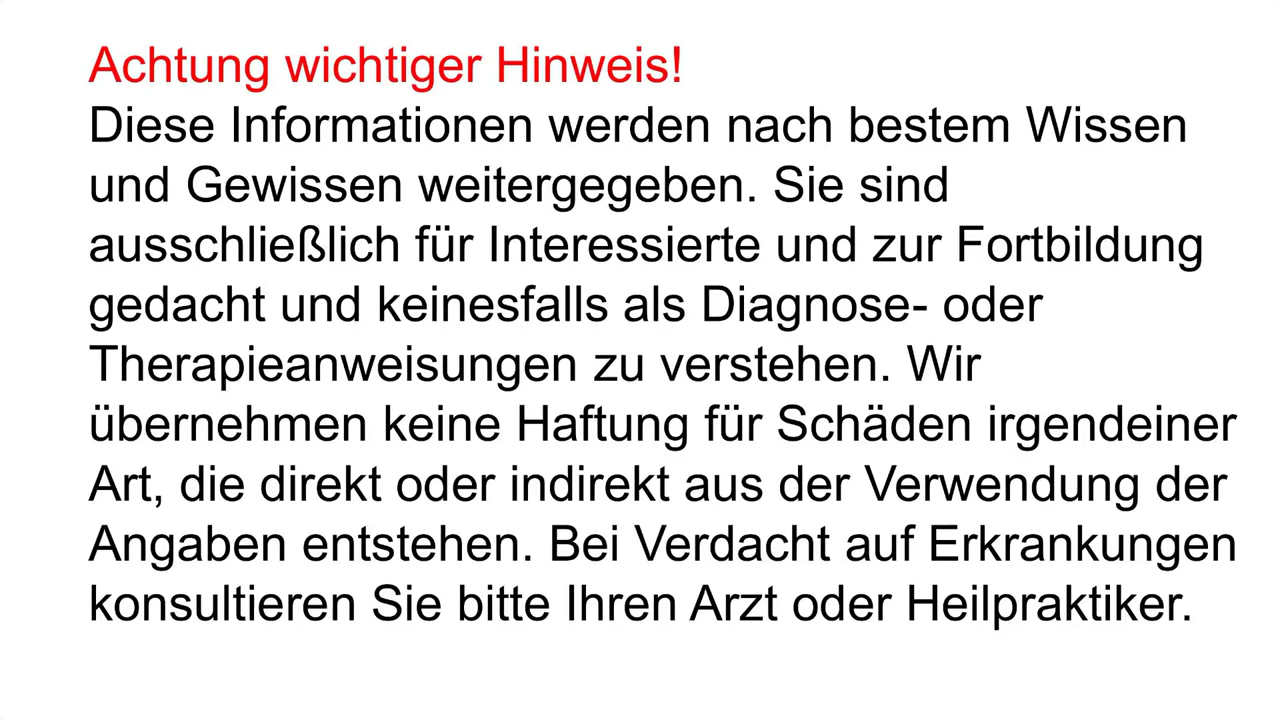 Achtung wichtiger Hinweis!
Diese Informationen werden nach bestem Wissen
und Gewissen weitergegeben. Sie sind
ausschließlich für Interessierte und zur Fortbildung
gedacht und keinesfalls als Diagnose- oder
Therapieanweisungen zu verstehen. Wir
übernehmen keine Haftung für Schäden irgendeiner
Art, die direkt oder indirekt aus der Verwendung der
Angaben entstehen. Bei Verdacht auf Erkrankungen
konsultieren Sie bitte Ihren Arzt oder Heilpraktiker.